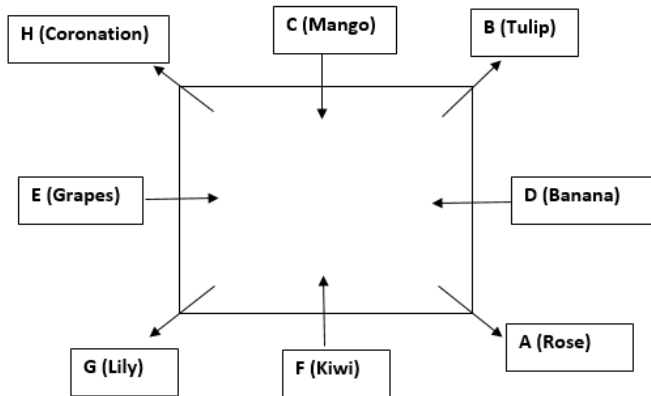 H (Coronation)
C (Mango)
B (Tulip)
E (Grapes)
D (Banana)
G (Lily)
F (Kiwi)
A (Rose)